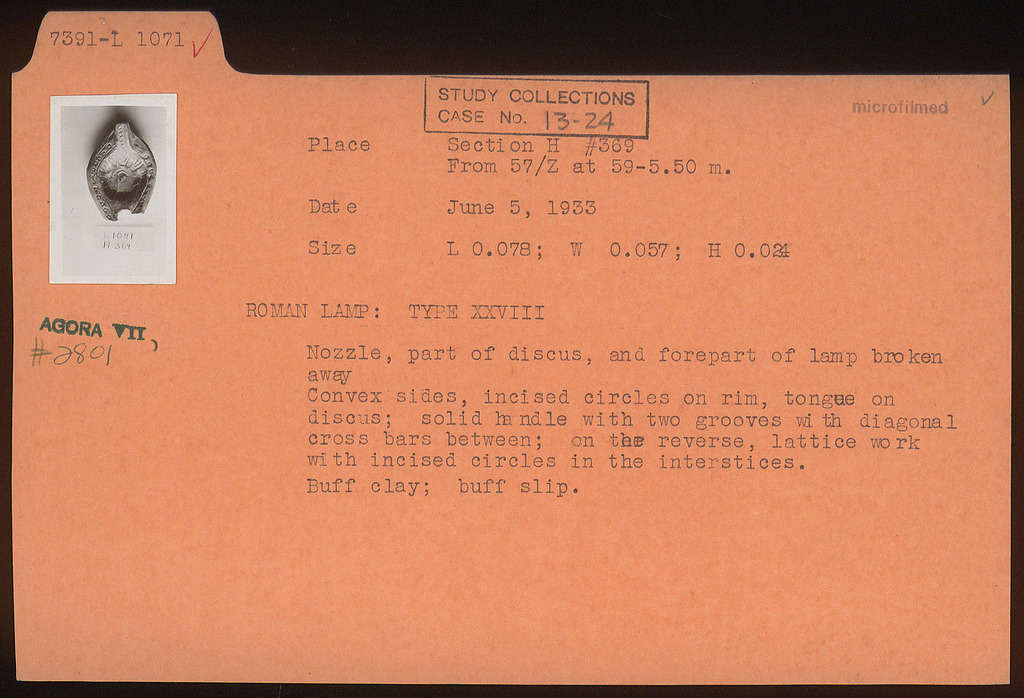 7391-L 1071 ✓
STUDY COLLECTIONS
CASE No. 13-24
microfilmed ✓
Place Section H #369
From 57/Z at 59-5.50 m.
Date June 5, 1933
Size L 0.078; W 0.057; H 0.024
L 1071
H 369
ROMAN LAMP: TYPE XXVIII
AGORA VII,
#2801
Nozzle, part of discus, and forepart of lamp broken
away
Convex sides, incised circles on rim, tongue on
discus; solid handle with two grooves with diagonal
cross bars between; on the reverse, lattice work
with incised circles in the interstices.
Buff clay; buff slip.